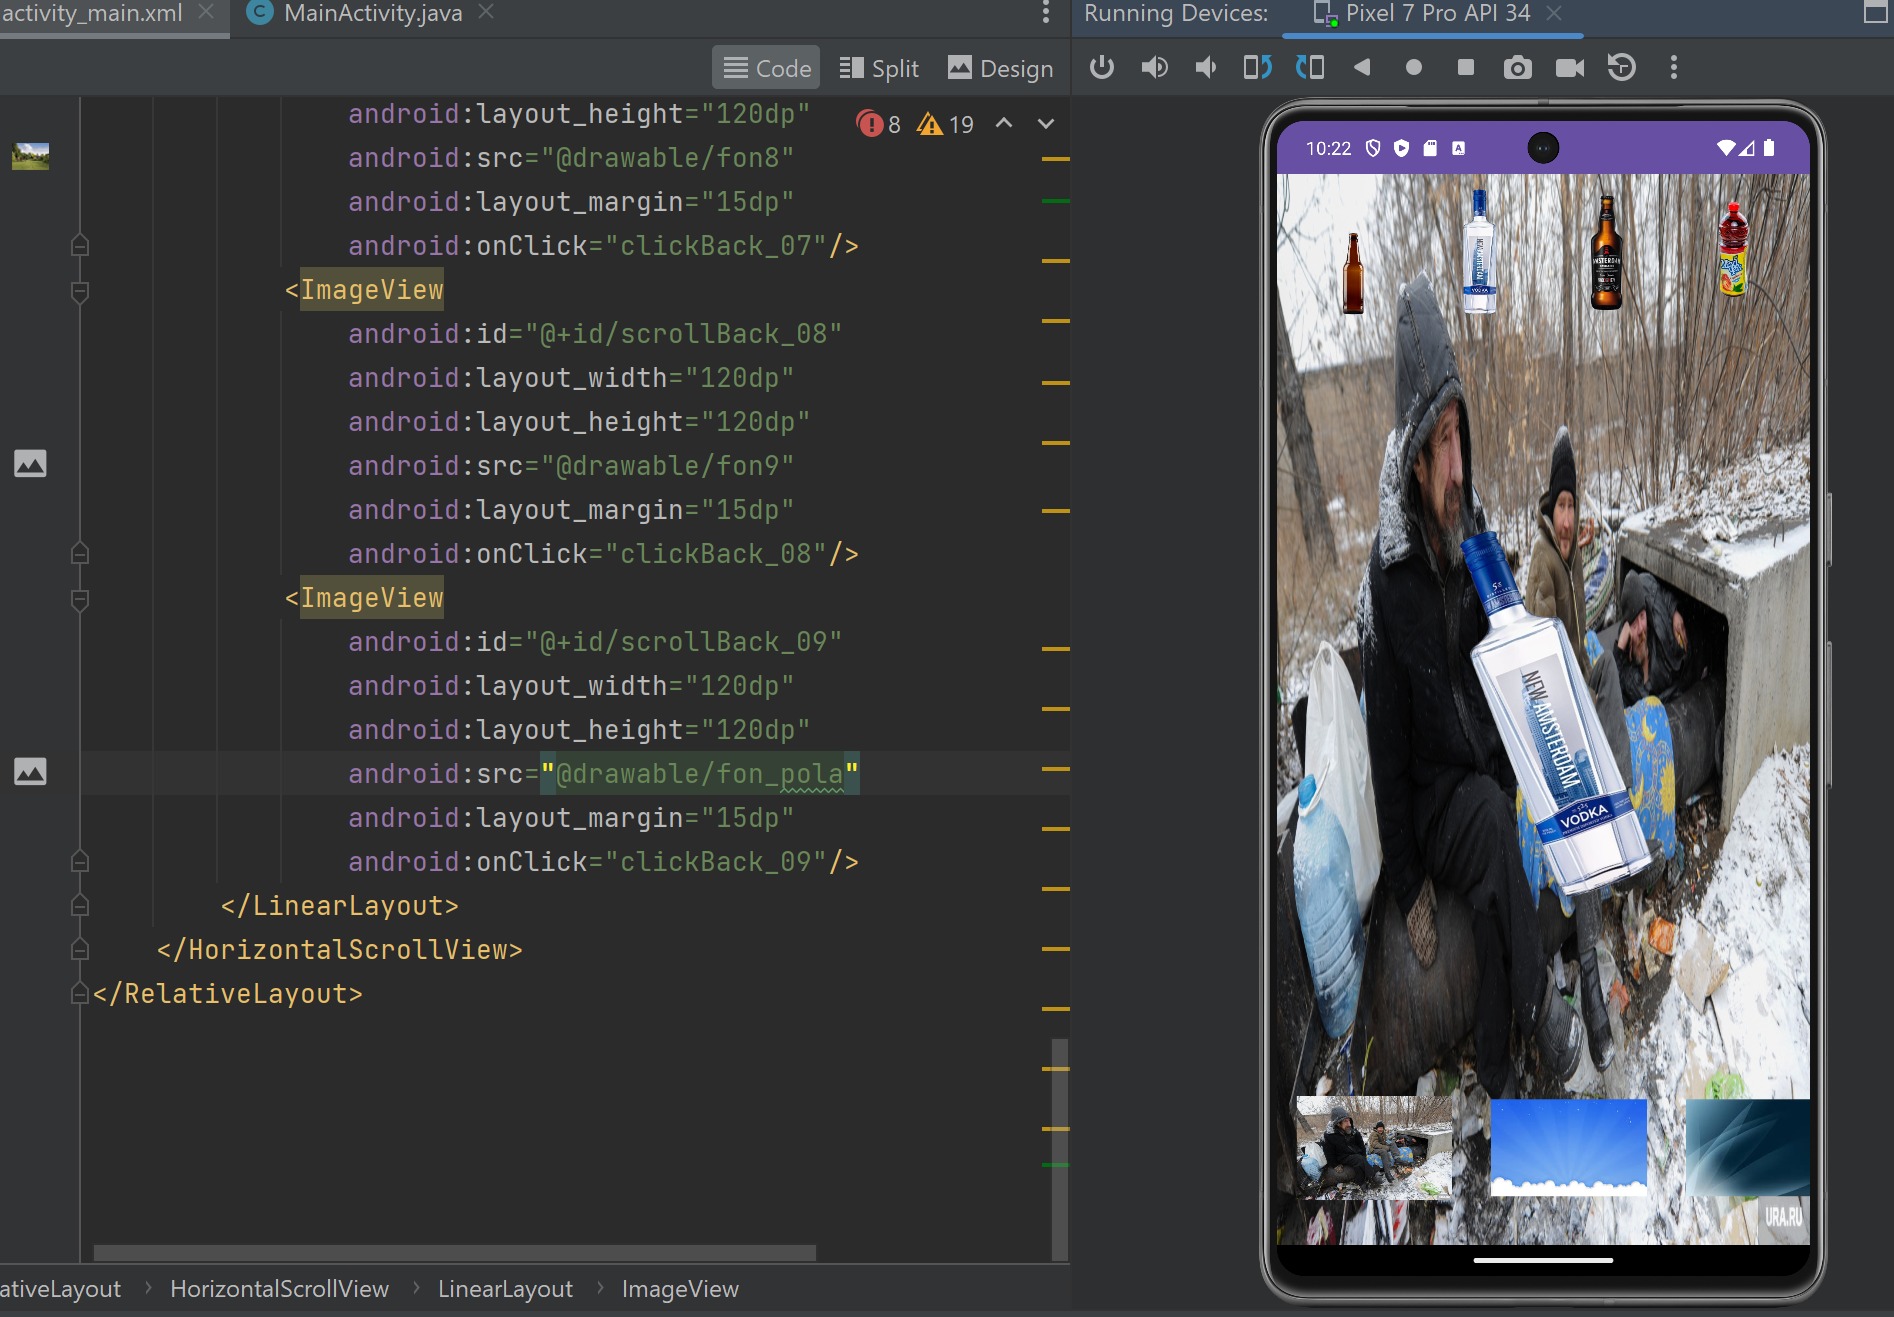 activity_main.xml
MainActivity.java
Running Devices:
Pixel 7 Pro API 34
Code
Split
Design
android:layout_height="120dp"
8
19
android:src="@drawable/fon8"
android:layout_margin="15dp"
android:onClick="clickBack_07"/>
<ImageView
android:id="@+id/scrollBack_08"
android:layout_width="120dp"
android:layout_height="120dp"
android:src="@drawable/fon9"
android:layout_margin="15dp"
android:onClick="clickBack_08"/>
<ImageView
android:id="@+id/scrollBack_09"
android:layout_width="120dp"
android:layout_height="120dp"
android:src="@drawable/fon_pola"
android:layout_margin="15dp"
android:onClick="clickBack_09"/>
</LinearLayout>
</HorizontalScrollView>
</RelativeLayout>
ativeLayout
HorizontalScrollView
LinearLayout
ImageView
10:22
NEW AMSTERDAM
VODKA
AMSTERDAM
NEW AMSTERDAM
VODKA
URA.RU